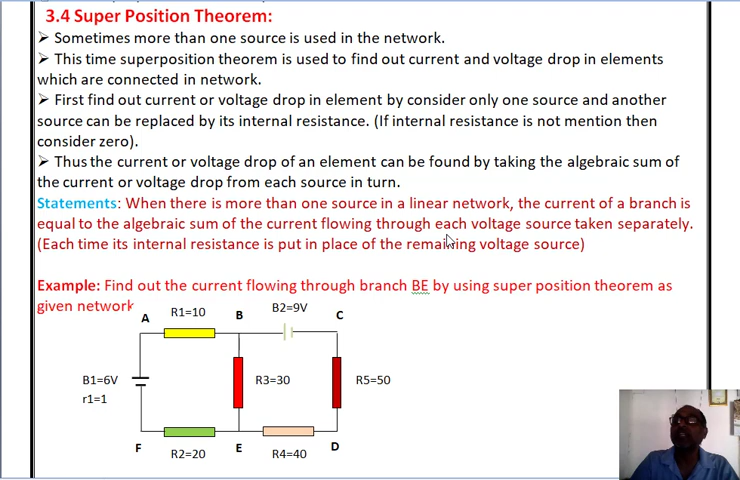 3.4 Super Position Theorem:
➢ Sometimes more than one source is used in the network.
➢ This time superposition theorem is used to find out current and voltage drop in elements
which are connected in network.
➢ First find out current or voltage drop in element by consider only one source and another
source can be replaced by its internal resistance. (If internal resistance is not mention then
consider zero).
➢ Thus the current or voltage drop of an element can be found by taking the algebraic sum of
the current or voltage drop from each source in turn.
Statements: When there is more than one source in a linear network, the current of a branch is
equal to the algebraic sum of the current flowing through each voltage source taken separately.
(Each time its internal resistance is put in place of the remaining voltage source)
Example: Find out the current flowing through branch BE by using super position theorem as
given network
A
R1=10
B
B2=9V
C
B1=6V
r1=1
R3=30
R5=50
F
R2=20
E
R4=40
D